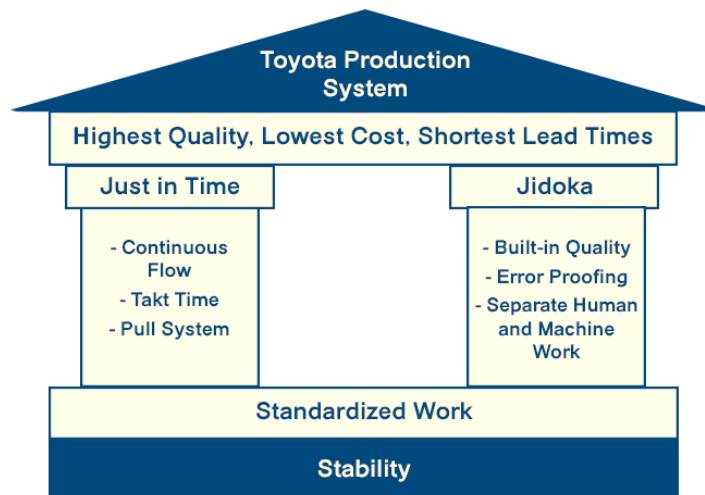 Toyota Production
System
Highest Quality, Lowest Cost, Shortest Lead Times
Just in Time
- Continuous
Flow
- Takt Time
- Pull System
Jidoka
- Built-in Quality
- Error Proofing
- Separate Human
and Machine
Work
Standardized Work
Stability